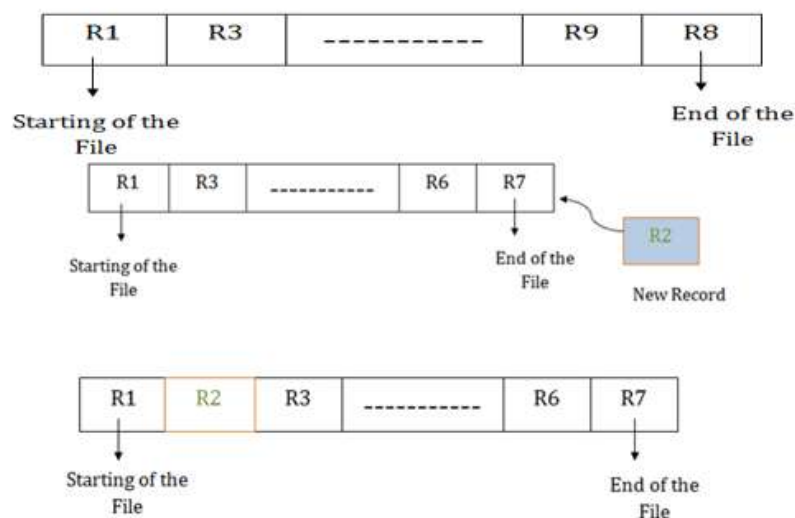 R1 R3 ----------- R9 R8
Starting of the
File
End of the
File
R1 R3 ----------- R6 R7
R2
Starting of the
File
End of the
File
New Record
R1 R2 R3 ----------- R6 R7
Starting of the
File
End of the
File